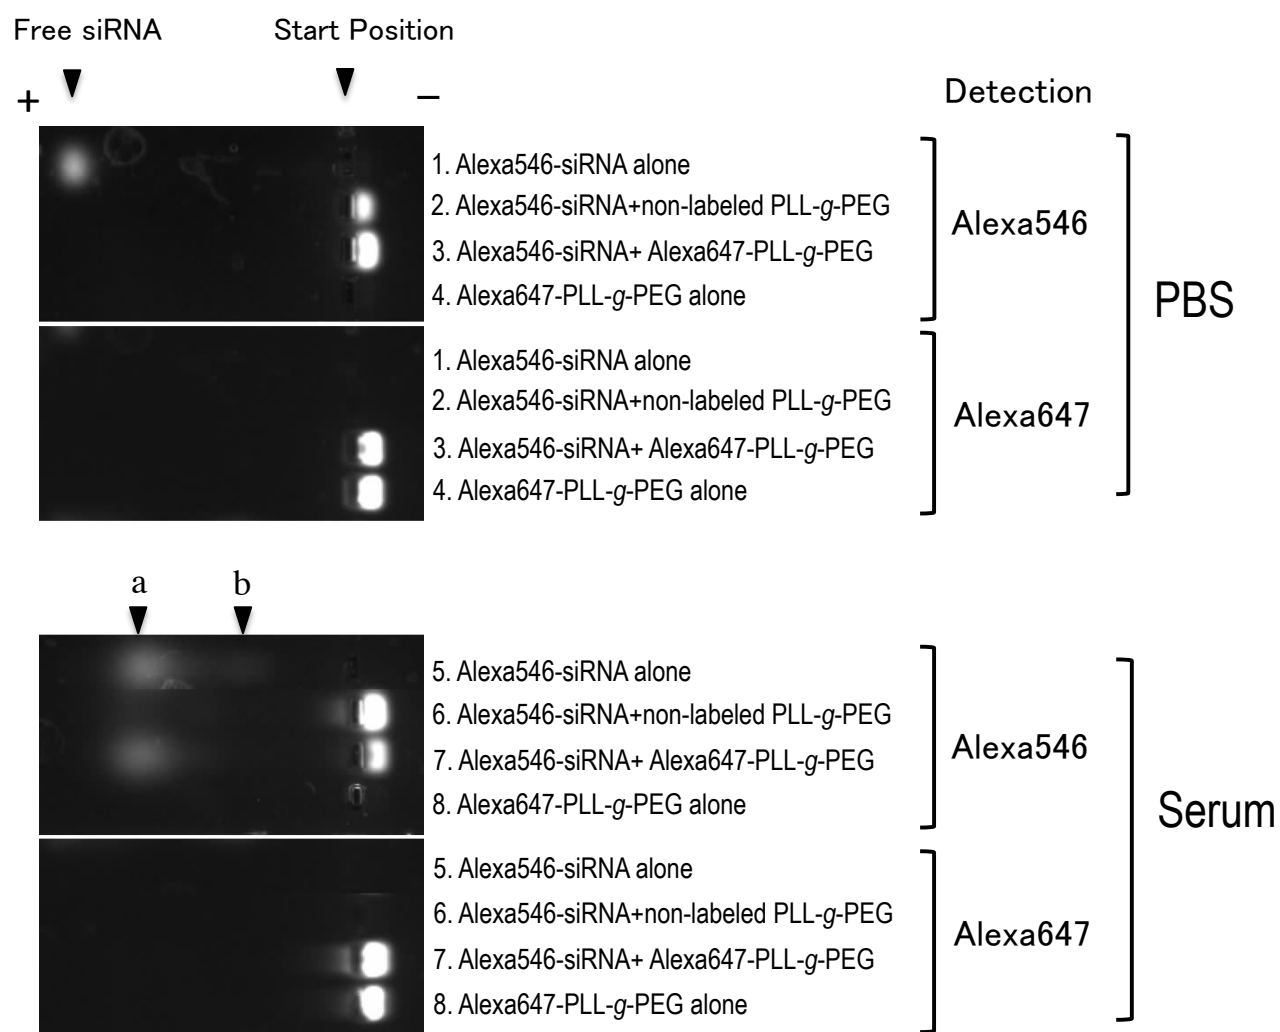 Free siRNA Start Position
+ − Detection
1. Alexa546-siRNA alone
2. Alexa546-siRNA+non-labeled PLL-g-PEG
3. Alexa546-siRNA+ Alexa647-PLL-g-PEG
4. Alexa647-PLL-g-PEG alone
Alexa546
1. Alexa546-siRNA alone
2. Alexa546-siRNA+non-labeled PLL-g-PEG
3. Alexa546-siRNA+ Alexa647-PLL-g-PEG
4. Alexa647-PLL-g-PEG alone
Alexa647
PBS
a b
5. Alexa546-siRNA alone
6. Alexa546-siRNA+non-labeled PLL-g-PEG
7. Alexa546-siRNA+ Alexa647-PLL-g-PEG
8. Alexa647-PLL-g-PEG alone
Alexa546
5. Alexa546-siRNA alone
6. Alexa546-siRNA+non-labeled PLL-g-PEG
7. Alexa546-siRNA+ Alexa647-PLL-g-PEG
8. Alexa647-PLL-g-PEG alone
Alexa647
Serum